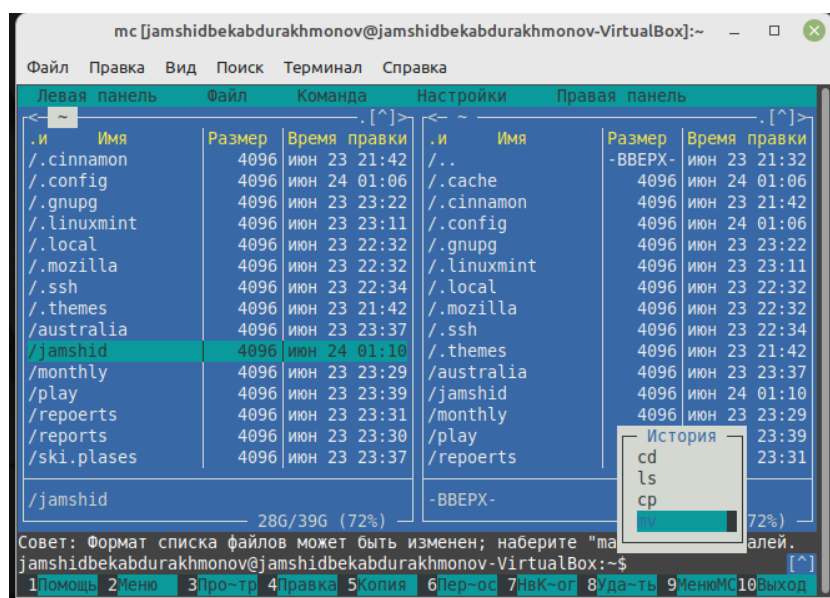 mc [jamshidbekabdurakhmonov@jamshidbekabdurakhmonov-VirtualBox]:~
Файл Правка Вид Поиск Терминал Справка
Левая панель Файл Команда Настройки Правая панель
<- ~ .[^]> <- ~ .[^]>
.и Имя Размер Время правки .и Имя Размер Время правки
/.cinnamon 4096 июн 23 21:42 /.. -ВВЕРХ- июн 23 21:32
/.config 4096 июн 24 01:06 /.cache 4096 июн 24 01:06
/.gnupg 4096 июн 23 23:22 /.cinnamon 4096 июн 23 21:42
/.linuxmint 4096 июн 23 23:11 /.config 4096 июн 24 01:06
/.local 4096 июн 23 22:32 /.gnupg 4096 июн 23 23:22
/.mozilla 4096 июн 23 22:32 /.linuxmint 4096 июн 23 23:11
/.ssh 4096 июн 23 22:34 /.local 4096 июн 23 22:32
/.themes 4096 июн 23 21:42 /.mozilla 4096 июн 23 22:32
/australia 4096 июн 23 23:37 /.ssh 4096 июн 23 22:34
/jamshid 4096 июн 24 01:10 /.themes 4096 июн 23 21:42
/monthly 4096 июн 23 23:29 /australia 4096 июн 23 23:37
/play 4096 июн 23 23:39 /jamshid 4096 июн 24 01:10
/repoerts 4096 июн 23 23:31 /monthly 4096 июн 23 23:29
/reports 4096 июн 23 23:30 /play История 23:39
/ski.plases 4096 июн 23 23:37 /repoerts cd 23:31
ls
/jamshid -ВВЕРХ- cp
28G/39G (72%) mv 72%)
Совет: Формат списка файлов может быть изменен; наберите "ma алей.
jamshidbekabdurakhmonov@jamshidbekabdurakhmonov-VirtualBox:~$ [^]
1Помощь 2Меню 3Про~тр 4Правка 5Копия 6Пер~ос 7НвК~ог 8Уда~ть 9МенюMC 10Выход